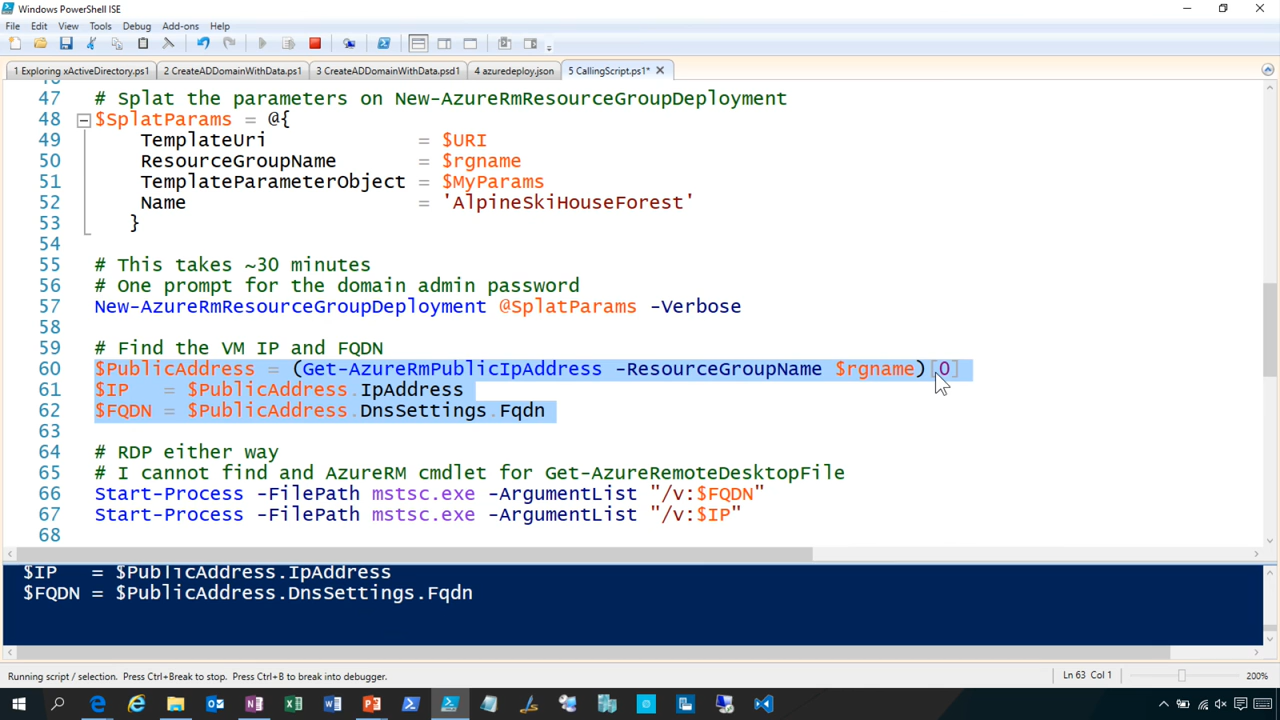 Windows PowerShell ISE
File Edit View Tools Debug Add-ons Help
1 Exploring xActiveDirectory.ps1 2 CreateADDomainWithData.ps1 3 CreateADDomainWithData.psd1 4 azuredeploy.json 5 CallingScript.ps1*
47 # Splat the parameters on New-AzureRmResourceGroupDeployment
48 $SplatParams = @{
49 TemplateUri = $URI
50 ResourceGroupName = $rgname
51 TemplateParameterObject = $MyParams
52 Name = 'AlpineSkiHouseForest'
53 }
54
55 # This takes ~30 minutes
56 # One prompt for the domain admin password
57 New-AzureRmResourceGroupDeployment @SplatParams -Verbose
58
59 # Find the VM IP and FQDN
60 $PublicAddress = (Get-AzureRmPublicIpAddress -ResourceGroupName $rgname)[0]
61 $IP = $PublicAddress.IpAddress
62 $FQDN = $PublicAddress.DnsSettings.Fqdn
63
64 # RDP either way
65 # I cannot find and AzureRM cmdlet for Get-AzureRemoteDesktopFile
66 Start-Process -FilePath mstsc.exe -ArgumentList "/v:$FQDN"
67 Start-Process -FilePath mstsc.exe -ArgumentList "/v:$IP"
68
$IP = $PublicAddress.IpAddress
$FQDN = $PublicAddress.DnsSettings.Fqdn
Running script / selection. Press Ctrl+Break to stop. Press Ctrl+B to break into debugger. Ln 63 Col 1 200%